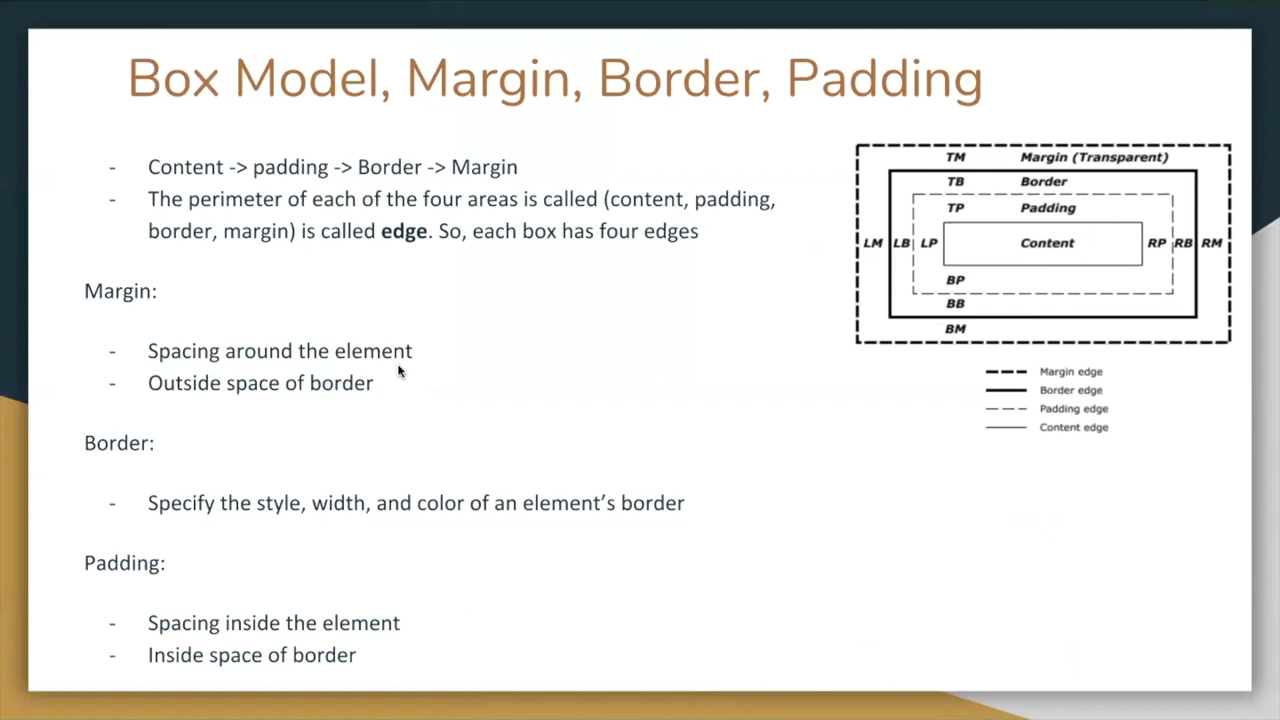 Box Model, Margin, Border, Padding
- Content -> padding -> Border -> Margin
- The perimeter of each of the four areas is called (content, padding,
border, margin) is called edge. So, each box has four edges
Margin:
- Spacing around the element
- Outside space of border
Border:
- Specify the style, width, and color of an element’s border
Padding:
- Spacing inside the element
- Inside space of border
TM Margin (Transparent)
TB Border
TP Padding
LM LB LP Content RP RB RM
BP
BB
BM
Margin edge
Border edge
Padding edge
Content edge